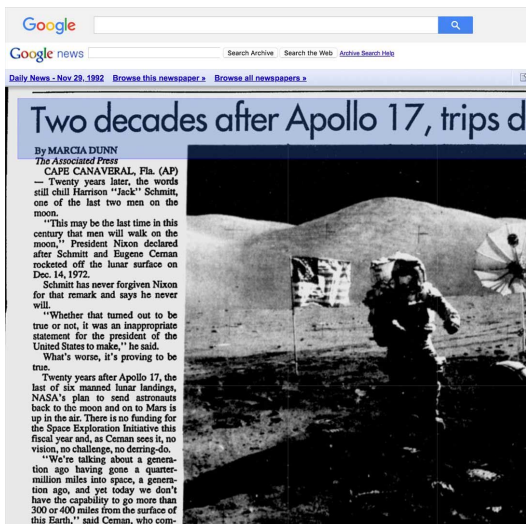 Google
Google news
Search Archive
Search the Web
Archive Search Help
Daily News - Nov 29, 1992
Browse this newspaper »
Browse all newspapers »
Two decades after Apollo 17, trips d
By MARCIA DUNN
The Associated Press
CAPE CANAVERAL, Fla. (AP)
— Twenty years later, the words
still chill Harrison ‘‘Jack’’ Schmitt,
one of the last two men on the
moon.
‘‘This may be the last time in this
century that men will walk on the
moon,’’ President Nixon declared
after Schmitt and Eugene Cernan
rocketed off the lunar surface on
Dec. 14, 1972.
Schmitt has never forgiven Nixon
for that remark and says he never
will.
‘‘Whether that turned out to be
true or not, it was an inappropriate
statement for the president of the
United States to make,’’ he said.
What's worse, it's proving to be
true.
Twenty years after Apollo 17, the
last of six manned lunar landings,
NASA's plan to send astronauts
back to the moon and on to Mars is
up in the air. There is no funding for
the Space Exploration Initiative this
fiscal year and, as Cernan sees it, no
vision, no challenge, no derring-do.
‘‘We're talking about a genera-
tion ago having gone a quarter-
million miles into space, a genera-
tion ago, and yet today we don't
have the capability to go more than
300 or 400 miles from the surface of
this Earth,’’ said Cernan, who com-